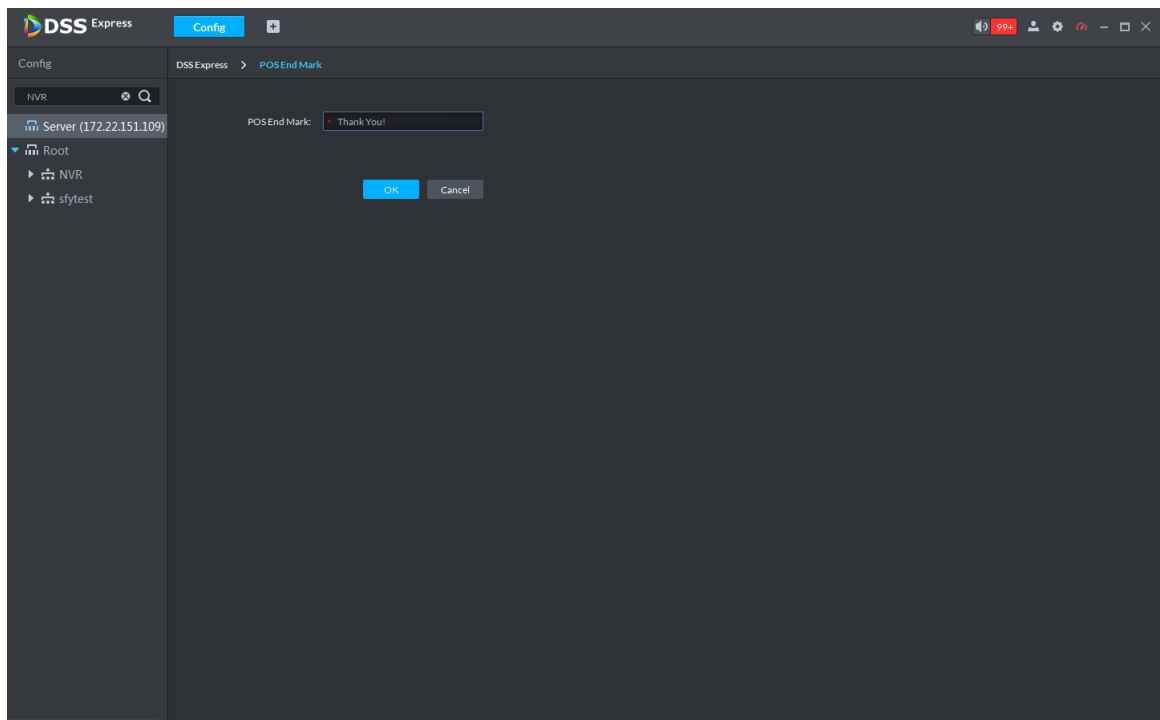 DSS Express
Config
99+
Config
DSS Express > POS End Mark
NVR
Server (172.22.151.109)
Root
NVR
sfytest
POS End Mark: * Thank You!
OK Cancel